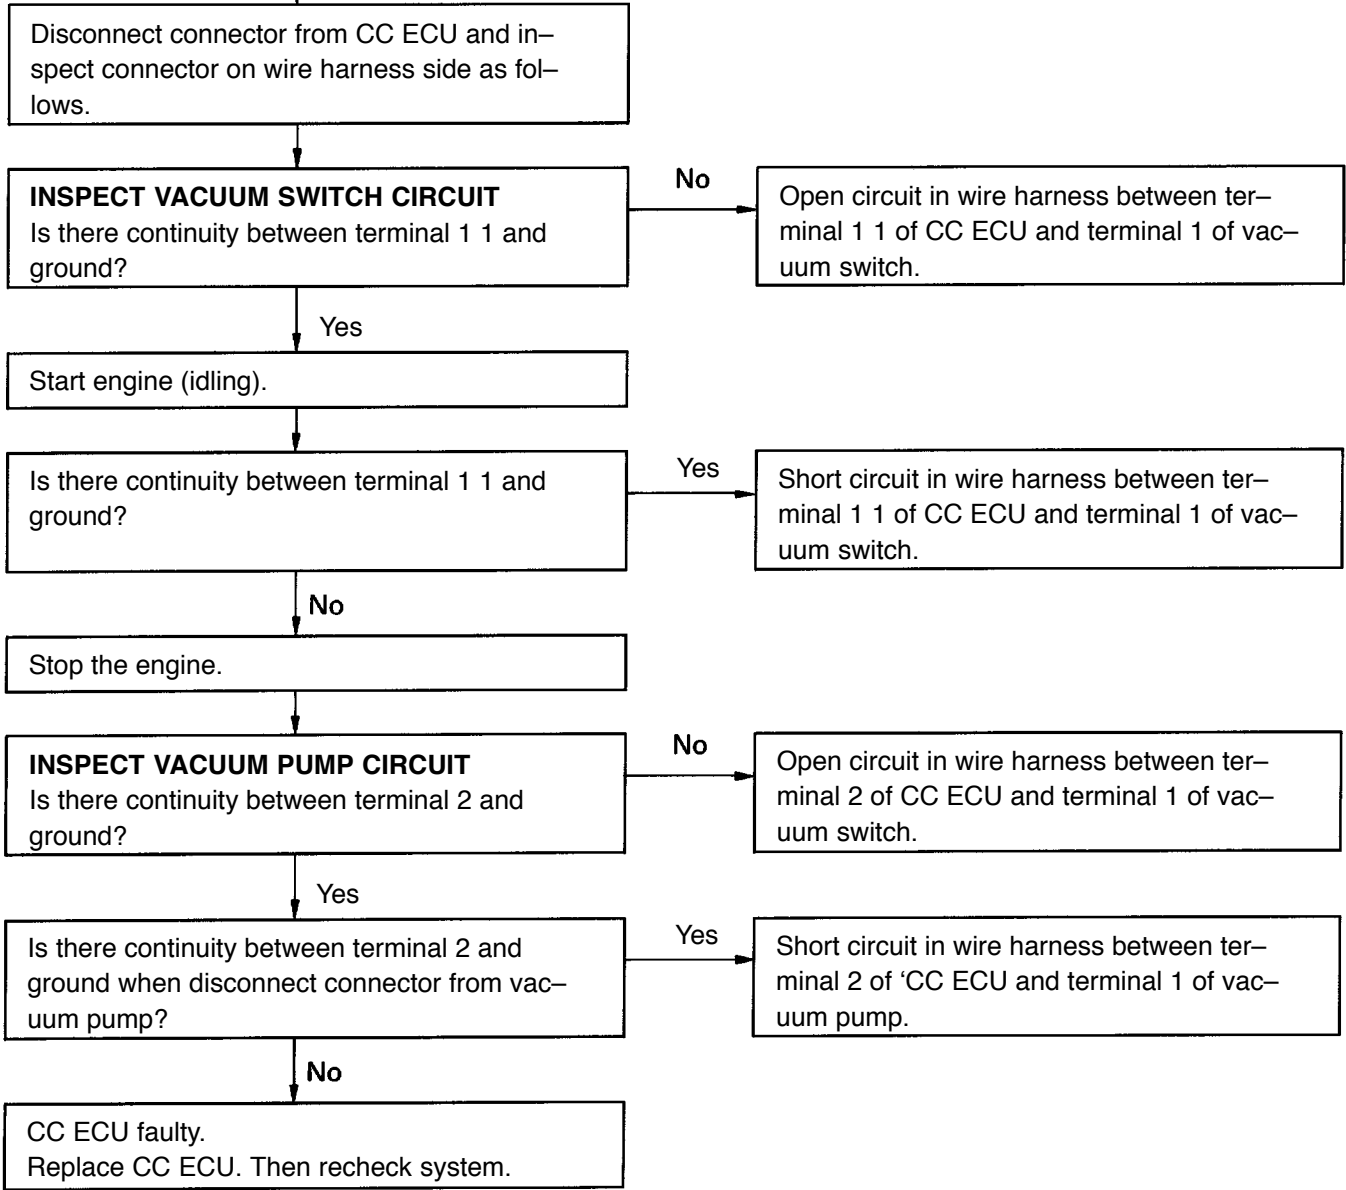 Disconnect connector from CC ECU and in–
spect connector on wire harness side as fol–
lows.
INSPECT VACUUM SWITCH CIRCUIT
Is there continuity between terminal 1 1 and
ground?
No
Open circuit in wire harness between ter–
minal 1 1 of CC ECU and terminal 1 of vac–
uum switch.
Yes
Start engine (idling).
Is there continuity between terminal 1 1 and
ground?
Yes
Short circuit in wire harness between ter–
minal 1 1 of CC ECU and terminal 1 of vac–
uum switch.
No
Stop the engine.
INSPECT VACUUM PUMP CIRCUIT
Is there continuity between terminal 2 and
ground?
No
Open circuit in wire harness between ter–
minal 2 of CC ECU and terminal 1 of vac–
uum switch.
Yes
Is there continuity between terminal 2 and
ground when disconnect connector from vac–
uum pump?
Yes
Short circuit in wire harness between ter–
minal 2 of ‘CC ECU and terminal 1 of vac–
uum pump.
No
CC ECU faulty.
Replace CC ECU. Then recheck system.